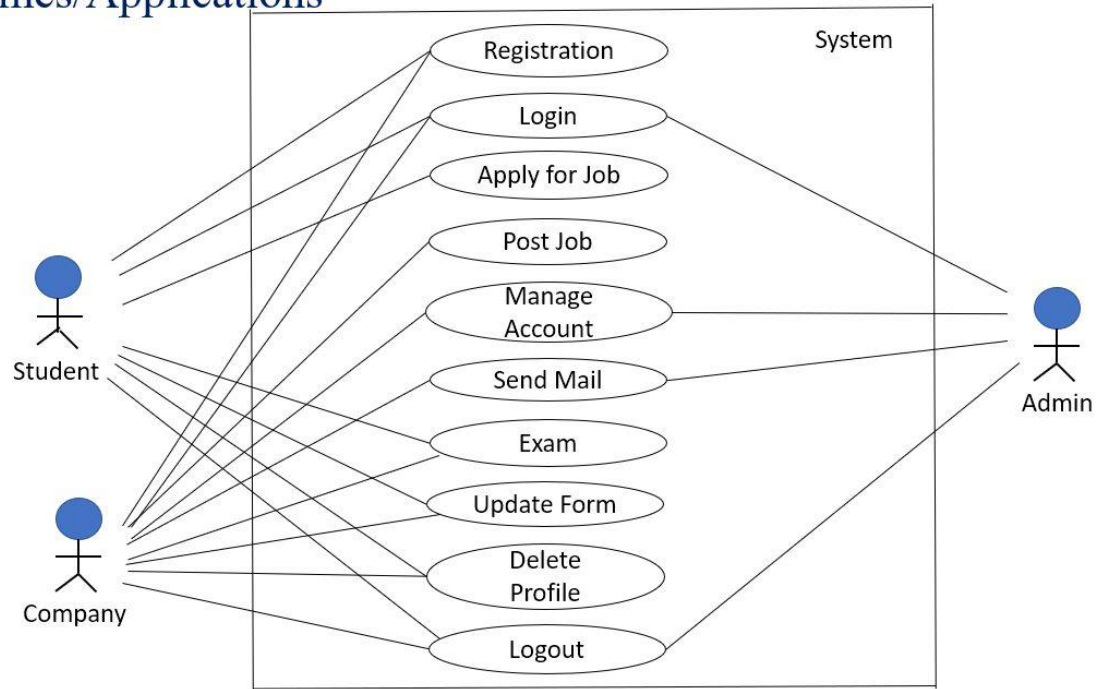 Registration
System
Login
Apply for Job
Post Job
Manage
Account
Student
Send Mail
Admin
Exam
Update Form
Delete
Profile
Company
Logout